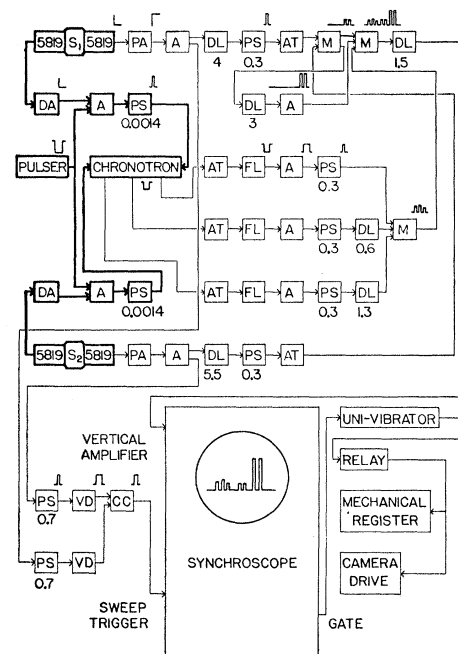 5819 S1 5819 PA A DL PS AT M M DL
4 0.3 1.5
DA A PS DL A
0.0014 3
PULSER CHRONOTRON AT FL A PS
0.3
AT FL A PS DL M
0.3 0.6
DA A PS AT FL A PS DL
0.0014 0.3 1.3
5819 S2 5819 PA A DL PS AT
5.5 0.3
VERTICAL
AMPLIFIER
UNI-VIBRATOR
RELAY
PS VD CC
0.7
MECHANICAL
REGISTER
SYNCHROSCOPE
PS VD
0.7
CAMERA
DRIVE
SWEEP
TRIGGER
GATE